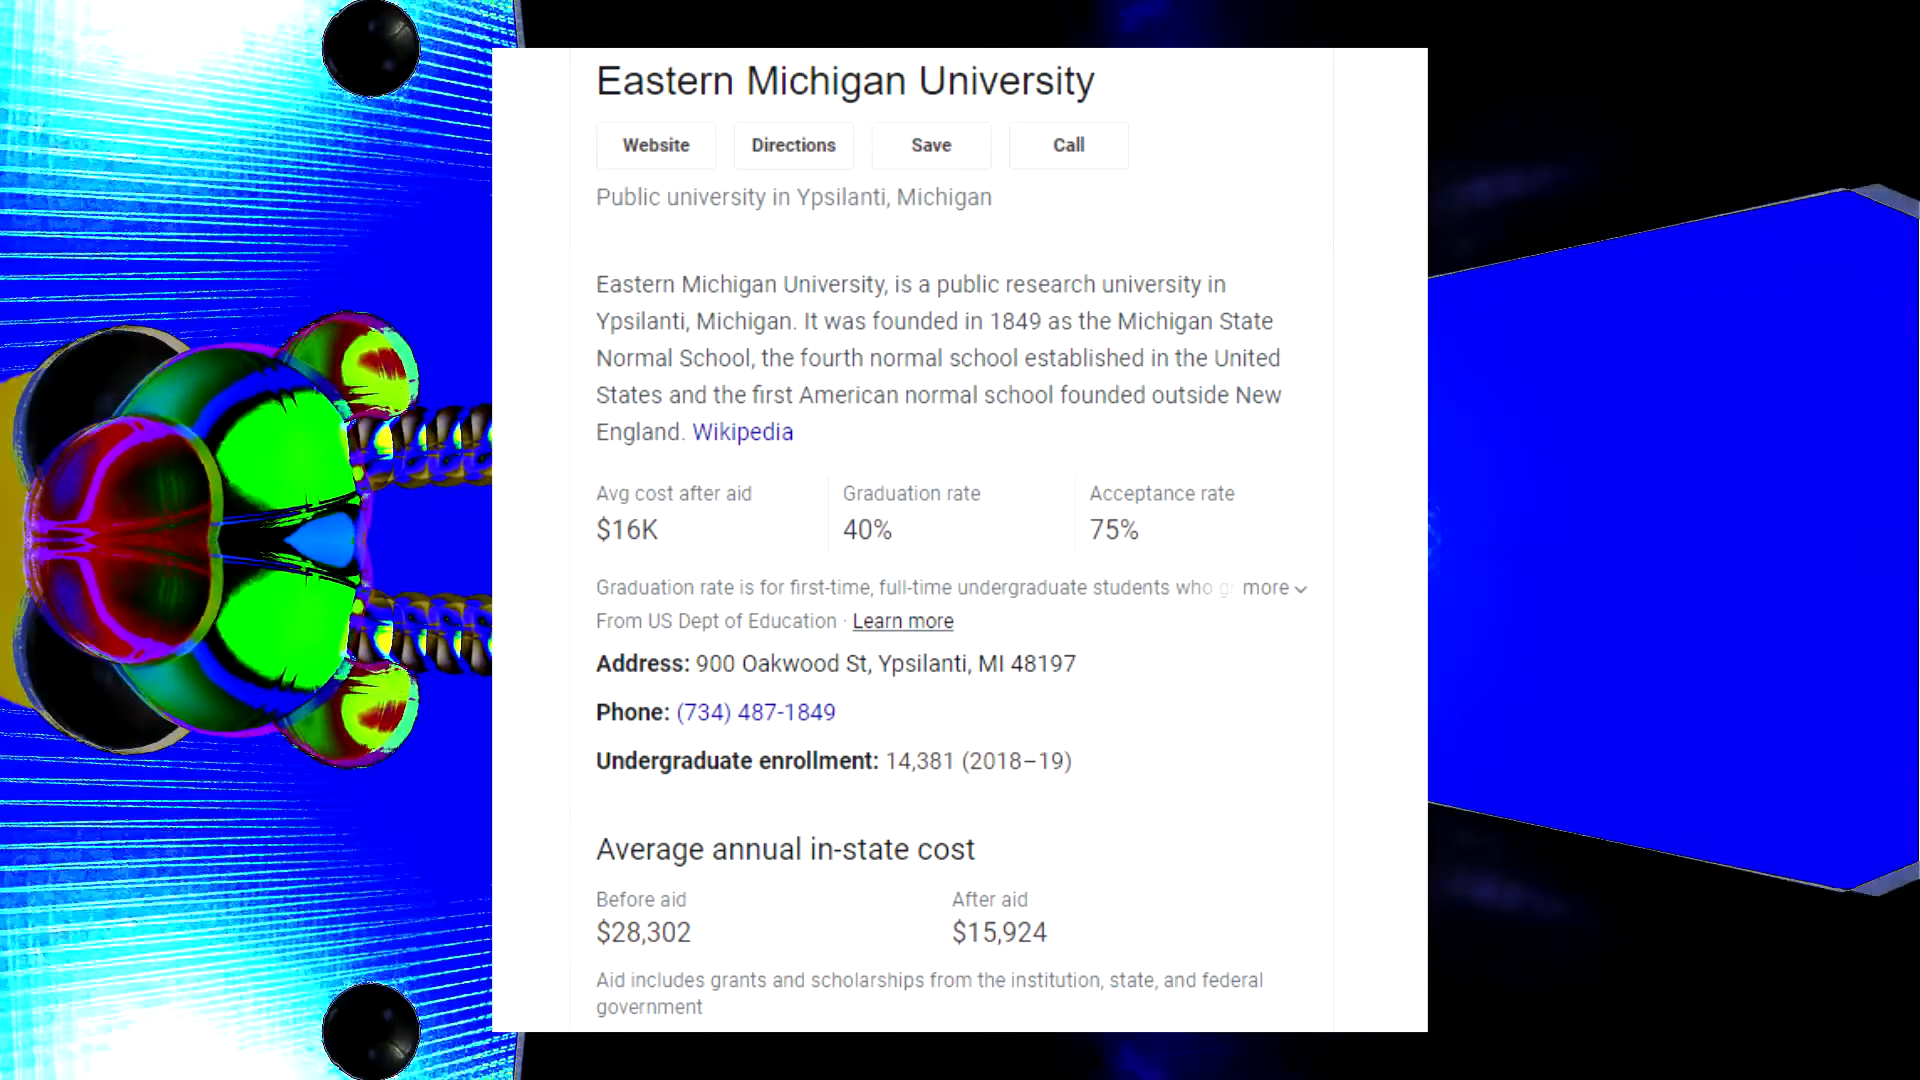 Eastern Michigan University
Website Directions Save Call
Public university in Ypsilanti, Michigan
Eastern Michigan University, is a public research university in
Ypsilanti, Michigan. It was founded in 1849 as the Michigan State
Normal School, the fourth normal school established in the United
States and the first American normal school founded outside New
England. Wikipedia
Avg cost after aid Graduation rate Acceptance rate
$16K 40% 75%
Graduation rate is for first-time, full-time undergraduate students who more
From US Dept of Education · Learn more
Address: 900 Oakwood St, Ypsilanti, MI 48197
Phone: (734) 487-1849
Undergraduate enrollment: 14,381 (2018–19)
Average annual in-state cost
Before aid After aid
$28,302 $15,924
Aid includes grants and scholarships from the institution, state, and federal
government